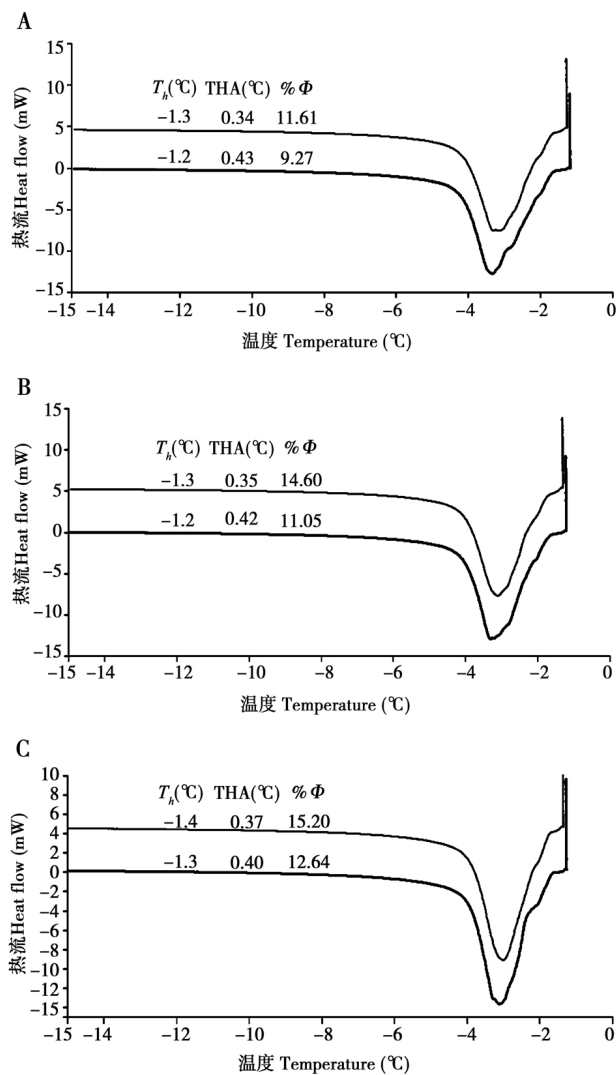 A
15
T_h(℃) THA(℃) %Φ
10
-1.3 0.34 11.61
5
-1.2 0.43 9.27
0
-5
-10
-15
热流Heat flow (mW)
-15 -14 -12 -10 -8 -6 -4 -2 0
温度 Temperature (℃)
B
15
T_h(℃) THA(℃) %Φ
10
-1.3 0.35 14.60
5
-1.2 0.42 11.05
0
-5
-10
-15
热流Heat flow (mW)
-15 -14 -12 -10 -8 -6 -4 -2 0
温度 Temperature (℃)
C
10
T_h(℃) THA(℃) %Φ
8
6
-1.4 0.37 15.20
4
2
-1.3 0.40 12.64
0
-2
-4
-6
-8
-10
-12
-15
热流Heat flow (mW)
-15 -14 -12 -10 -8 -6 -4 -2 0
温度 Temperature (℃)